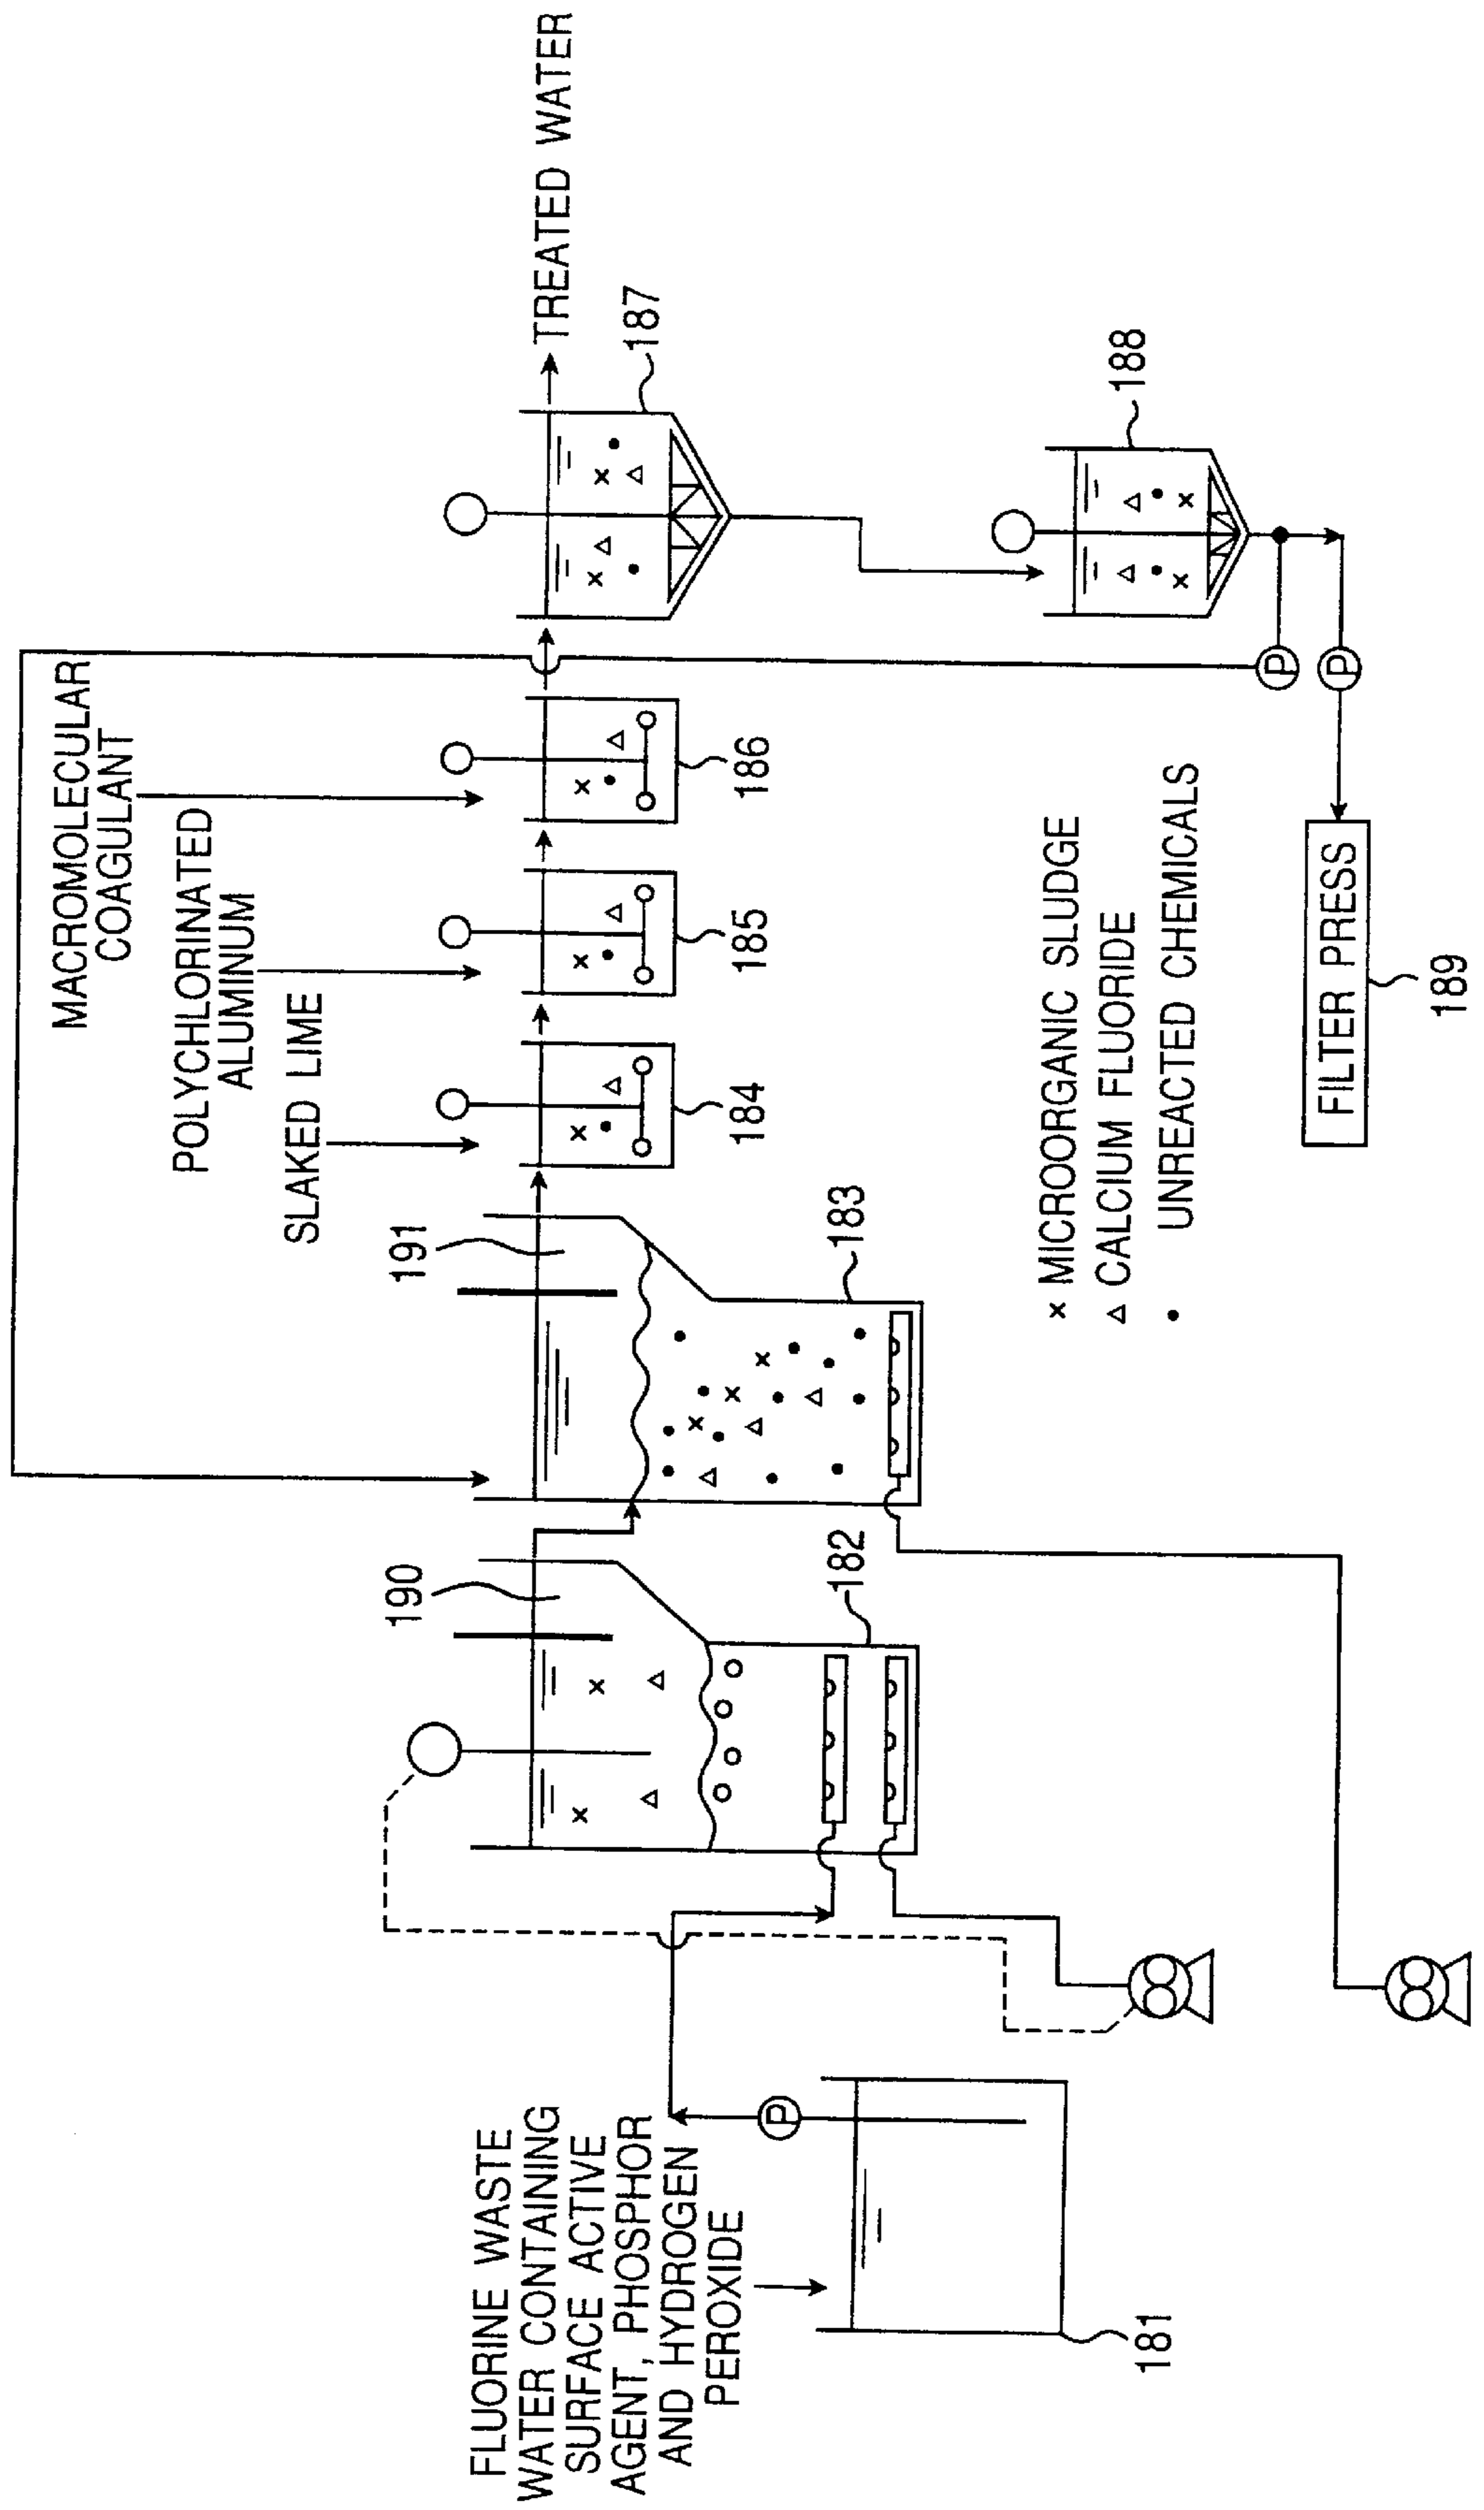 FLUORINE WASTE
WATER CONTAINING
SURFACE ACTIVE
AGENT, PHOSPHOR
AND HYDROGEN
PEROXIDE
181
P
190
182
191
183
SLAKED LIME
184
POLYCHLORINATED
ALUMINUM
185
MACROMOLECULAR
COAGULANT
186
187
TREATED WATER
188
P
P
FILTER PRESS
189
× MICROORGANIC SLUDGE
△ CALCIUM FLUORIDE
• UNREACTED CHEMICALS